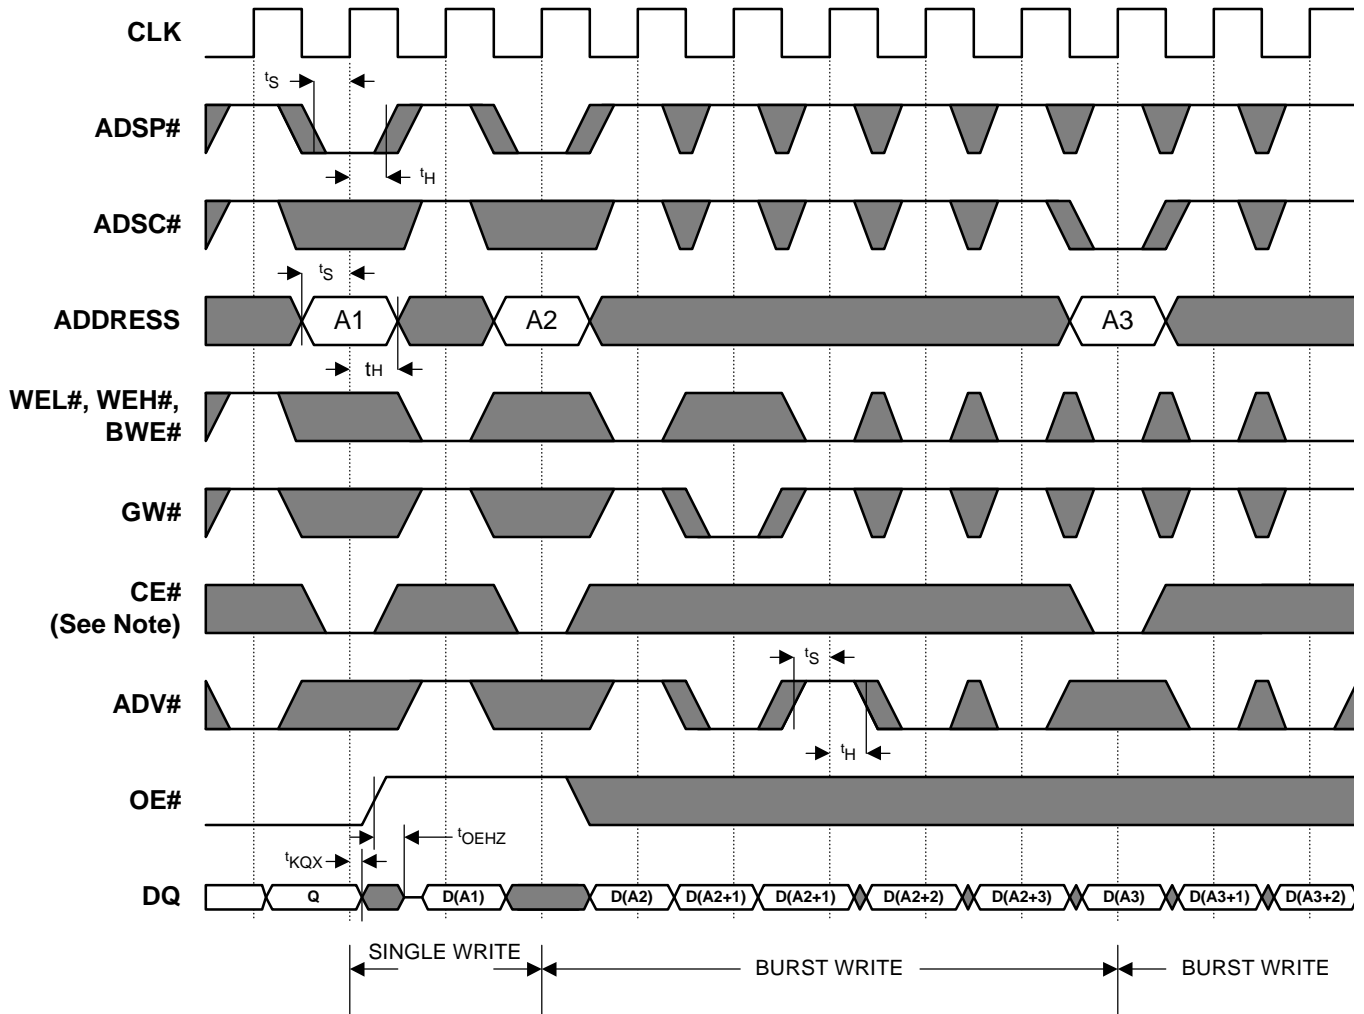 CLK
tS
ADSP#
tH
ADSC#
tS
ADDRESS A1 A2 A3
tH
WEL#, WEH#,
BWE#
GW#
CE#
(See Note)
tS
ADV#
tH
OE#
tOEHZ
tKQX
DQ Q D(A1) D(A2) D(A2+1) D(A2+1) D(A2+2) D(A2+3) D(A3) D(A3+1) D(A3+2)
SINGLE WRITE BURST WRITE BURST WRITE